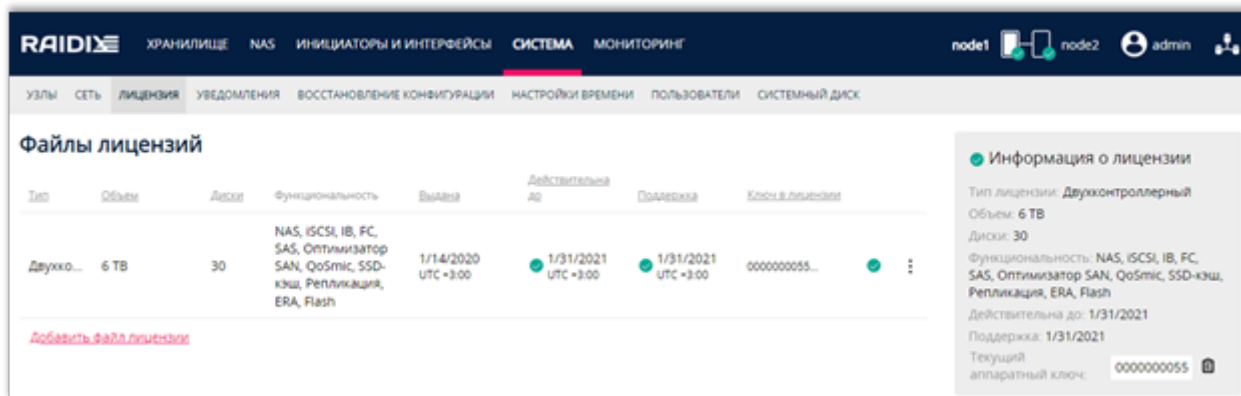 RAIDIX ХРАНИЛИЩЕ NAS ИНИЦИАТОРЫ И ИНТЕРФЕЙСЫ СИСТЕМА МОНИТОРИНГ node1 node2 admin
УЗЛЫ СЕТЬ ЛИЦЕНЗИЯ УВЕДОМЛЕНИЯ ВОССТАНОВЛЕНИЕ КОНФИГУРАЦИИ НАСТРОЙКИ ВРЕМЕНИ ПОЛЬЗОВАТЕЛИ СИСТЕМНЫЙ ДИСК
Файлы лицензий
Тип Объем Диски Функциональность Выдана Действительна до Поддержка Ключ в лицензии
NAS, iSCSI, IB, FC,
SAS, Оптимизатор
Двухко... 6 TB 30 SAN, QoSmic, SSD- 1/14/2020 1/31/2021 1/31/2021 0000000055...
кэш, Репликация, UTC +3:00 UTC +3:00 UTC +3:00
ERA, Flash
Добавить файл лицензии
Информация о лицензии
Тип лицензии: Двухконтроллерный
Объем: 6 TB
Диски: 30
Функциональность: NAS, iSCSI, IB, FC,
SAS, Оптимизатор SAN, QoSmic, SSD-кэш,
Репликация, ERA, Flash
Действительна до: 1/31/2021
Поддержка: 1/31/2021
Текущий
аппаратный ключ: 0000000055